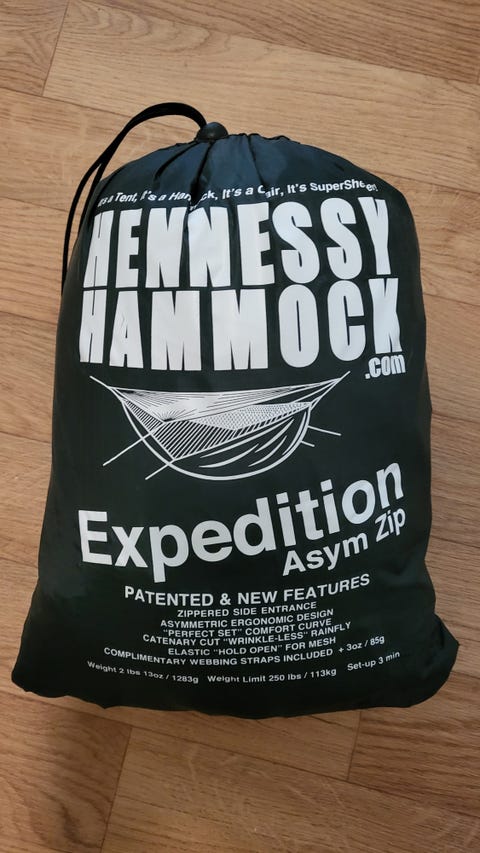 It's a Tent, It's a Hammock, It's a Chair, It's SuperShelter!
HENNESSY
HAMMOCK
.com
Expedition
Asym Zip
PATENTED & NEW FEATURES
ZIPPERED SIDE ENTRANCE
ASYMMETRIC ERGONOMIC DESIGN
"PERFECT SET" COMFORT CURVE
CATENARY CUT "WRINKLE-LESS" RAINFLY
ELASTIC "HOLD OPEN" FOR MESH
COMPLIMENTARY WEBBING STRAPS INCLUDED + 3oz / 85g
Weight 2 lbs 13oz / 1283g Weight Limit 250 lbs / 113kg Set-up 3 min